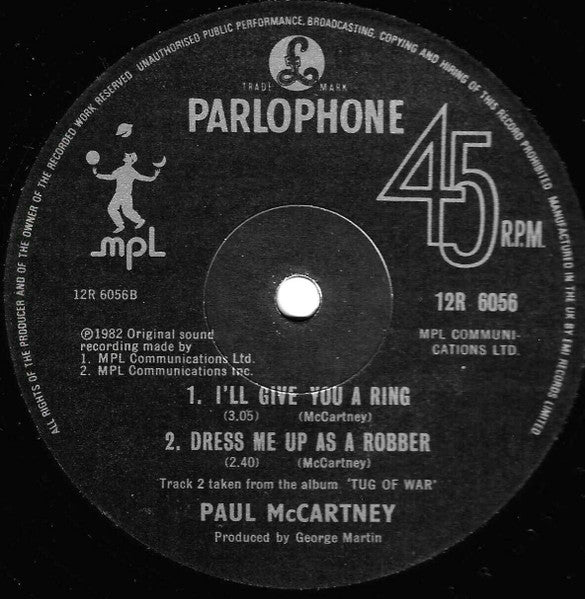 ALL RIGHTS OF THE PRODUCER AND OF THE OWNER OF THE RECORDED WORK RESERVED UNAUTHORISED PUBLIC PERFORMANCE, BROADCASTING, COPYING AND HIRING OF THIS RECORD PROHIBITED MANUFACTURED IN THE UK BY EMI RECORDS LIMITED
£
TRADE MARK
PARLOPHONE
45 R.P.M.
mpl
12R 6056B
12R 6056
℗1982 Original sound
recording made by
1. MPL Communications Ltd.
2. MPL Communications Inc.
MPL COMMUNI-
CATIONS LTD.
1. I'LL GIVE YOU A RING
(3.05) (McCartney)
2. DRESS ME UP AS A ROBBER
(2.40) (McCartney)
Track 2 taken from the album 'TUG OF WAR'
PAUL McCARTNEY
Produced by George Martin